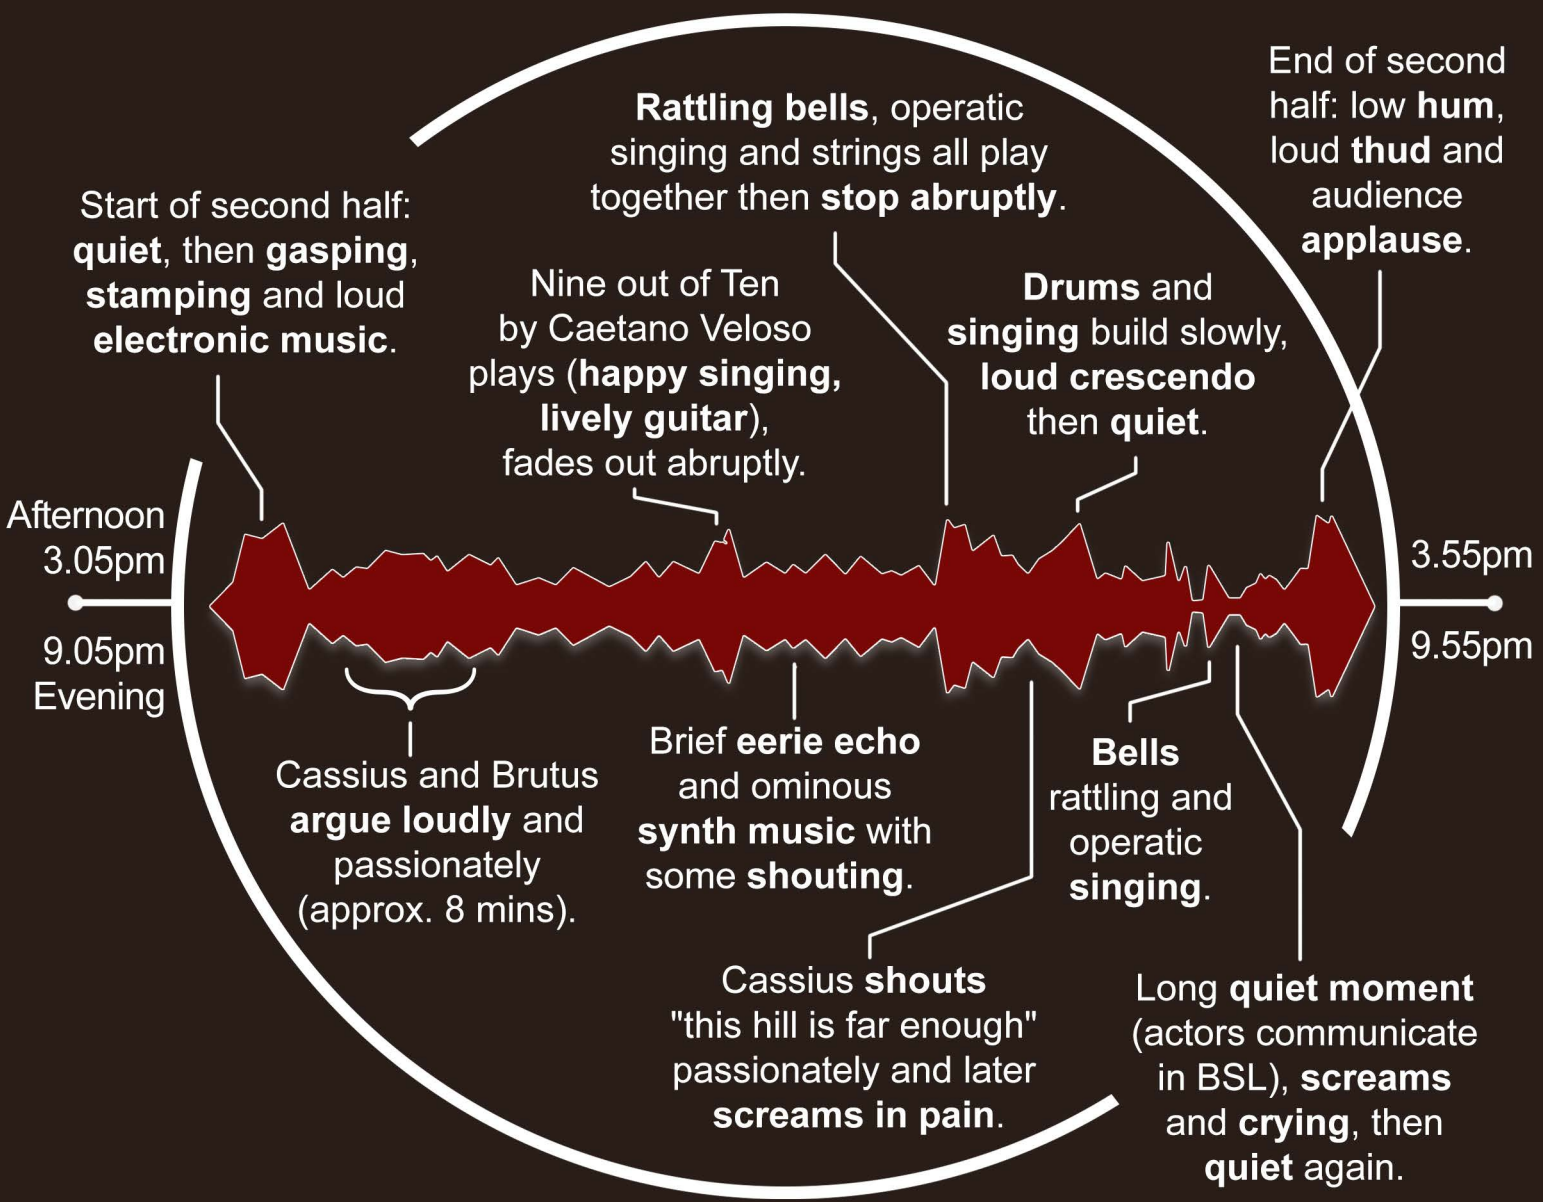 Start of second half:
quiet, then gasping,
stamping and loud
electronic music.
Rattling bells, operatic
singing and strings all play
together then stop abruptly.
End of second
half: low hum,
loud thud and
audience
applause.
Nine out of Ten
by Caetano Veloso
plays (happy singing,
lively guitar),
fades out abruptly.
Drums and
singing build slowly,
loud crescendo
then quiet.
Afternoon
3.05pm
9.05pm
Evening
3.55pm
9.55pm
Cassius and Brutus
argue loudly and
passionately
(approx. 8 mins).
Brief eerie echo
and ominous
synth music with
some shouting.
Cassius shouts
"this hill is far enough"
passionately and later
screams in pain.
Bells
rattling and
operatic
singing.
Long quiet moment
(actors communicate
in BSL), screams
and crying, then
quiet again.